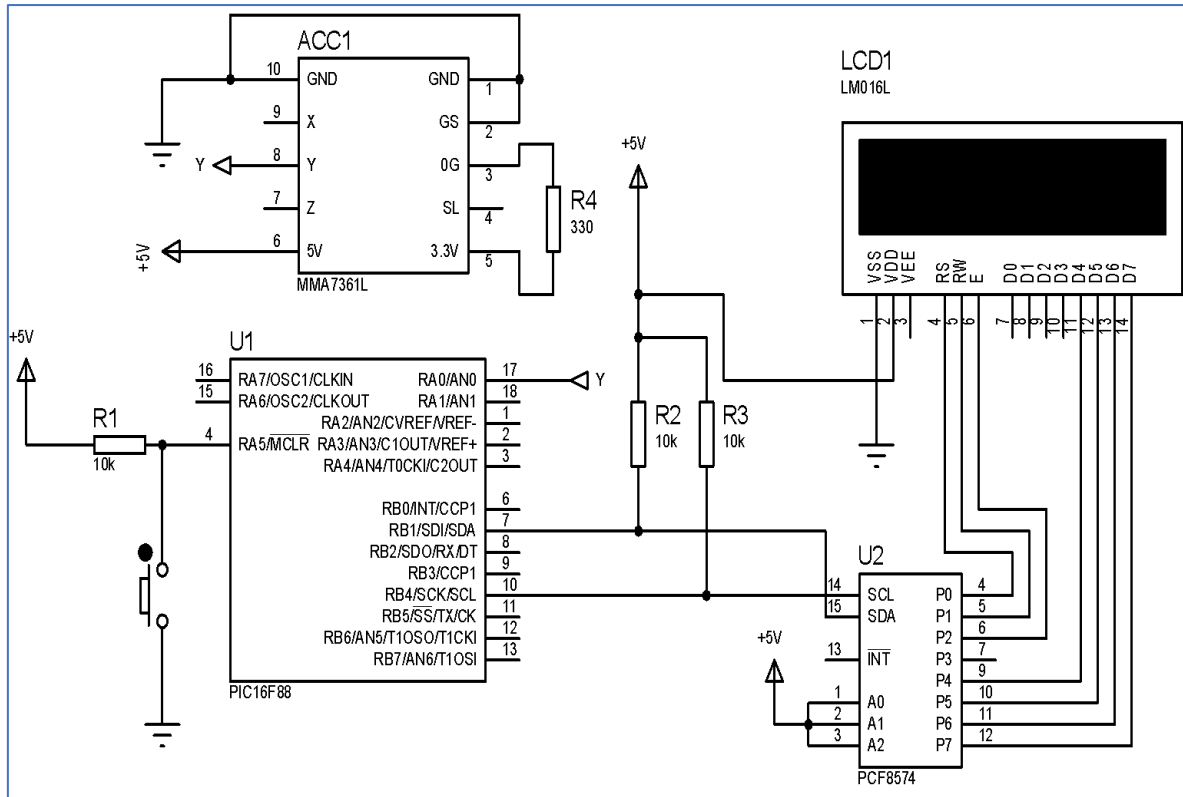 ACC1
10 GND GND 1
9 X GS 2
Y 8 Y 0G 3
7 Z SL 4
+5V 6 5V 3.3V 5
MMA7361L
R4
330
LCD1
LM016L
VSS VDD VEE RS RW E D0 D1 D2 D3 D4 D5 D6 D7
1 2 3 4 5 6 7 8 9 10 11 12 13 14
+5V
R2
10k
R3
10k
+5V
R1
10k
U1
16 RA7/OSC1/CLKIN RA0/AN0 17 Y
15 RA6/OSC2/CLKOUT RA1/AN1 18
RA2/AN2/CVREF/VREF- 1
4 RA5/MCLR RA3/AN3/C1OUT/VREF+ 2
RA4/AN4/T0CKI/C2OUT 3
RB0/INT/CCP1 6
RB1/SDI/SDA 7
RB2/SDO/RX/DT 8
RB3/CCP1 9
RB4/SCK/SCL 10
RB5/SS/TX/CK 11
RB6/AN5/T1OSO/T1CKI 12
RB7/AN6/T1OSI 13
PIC16F88
U2
14 SCL P0 4
15 SDA P1 5
P2 6
13 INT P3 7
P4 9
1 A0 P5 10
2 A1 P6 11
3 A2 P7 12
PCF8574
+5V